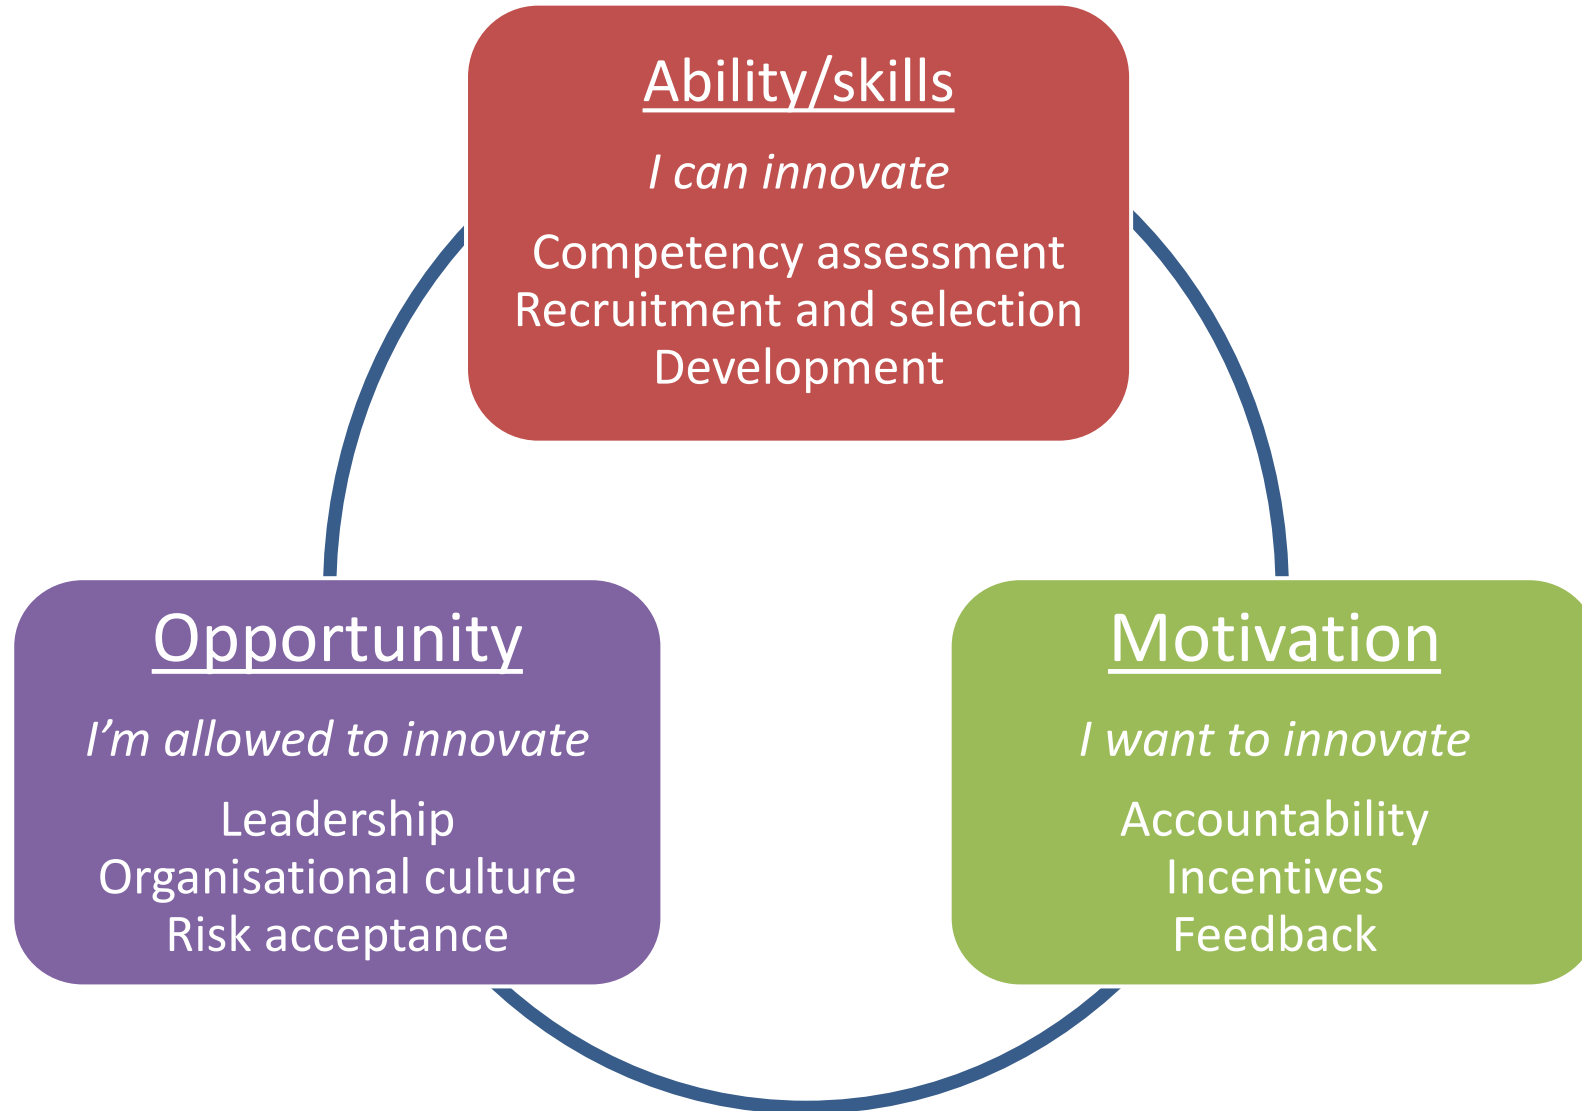 Ability/skills
I can innovate
Competency assessment
Recruitment and selection
Development
Opportunity
I’m allowed to innovate
Leadership
Organisational culture
Risk acceptance
Motivation
I want to innovate
Accountability
Incentives
Feedback